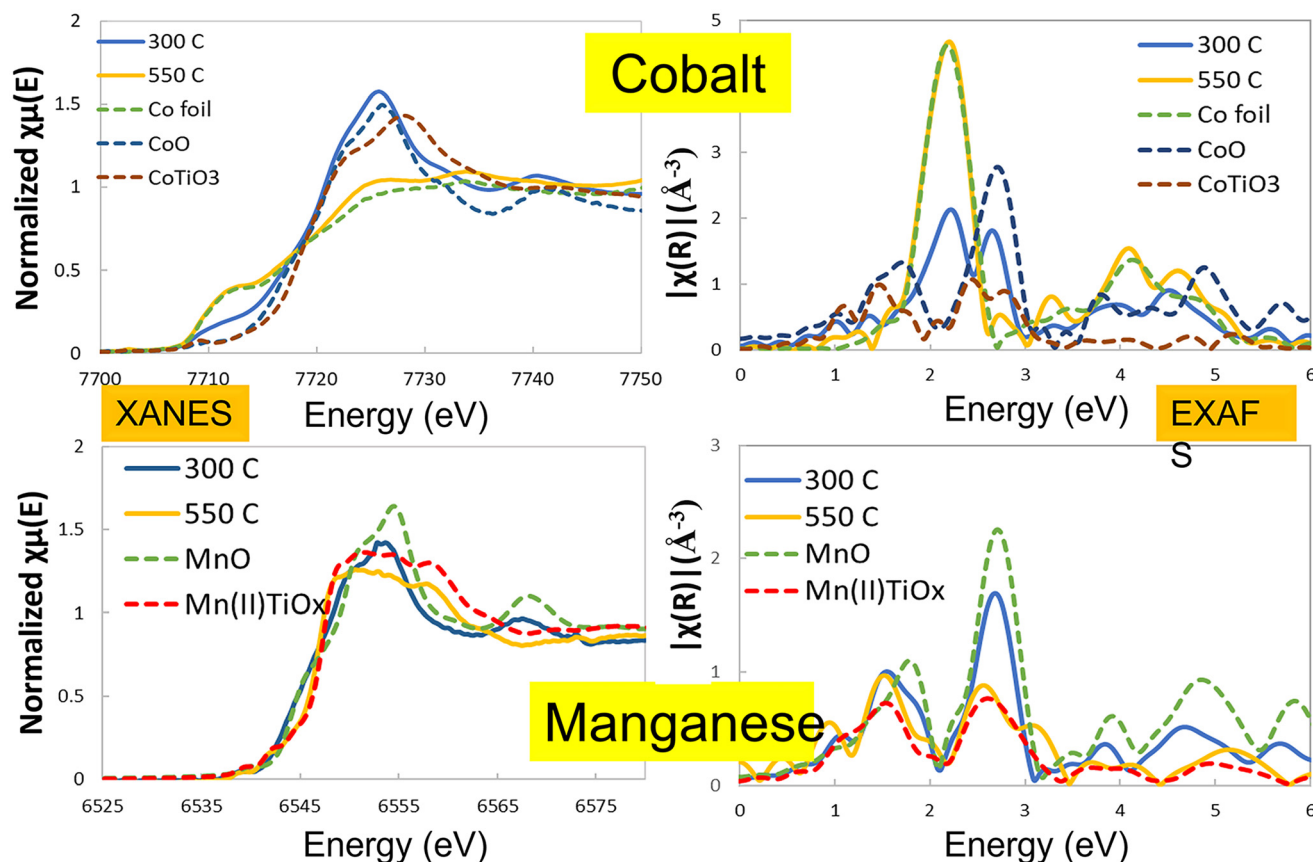 Cobalt
2
1.5
1
0.5
0
Normalized χμ(E)
300 C
550 C
Co foil
CoO
CoTiO3
7700
7710
7720
7730
7740
7750
Energy (eV)
5
4
3
2
1
0
|χ(R)|(Å-3)
300 C
550 C
Co foil
CoO
CoTiO3
0
1
2
3
4
5
6
Energy (eV)
XANES
EXAF
S
2
1.5
1
0.5
0
Normalized χμ(E)
300 C
550 C
MnO
Mn(II)TiOx
6525
6535
6545
6555
6565
6575
Energy (eV)
Manganese
3
2
1
0
|χ(R)|(Å-3)
300 C
550 C
MnO
Mn(II)TiOx
0
1
2
3
4
5
6
Energy (eV)